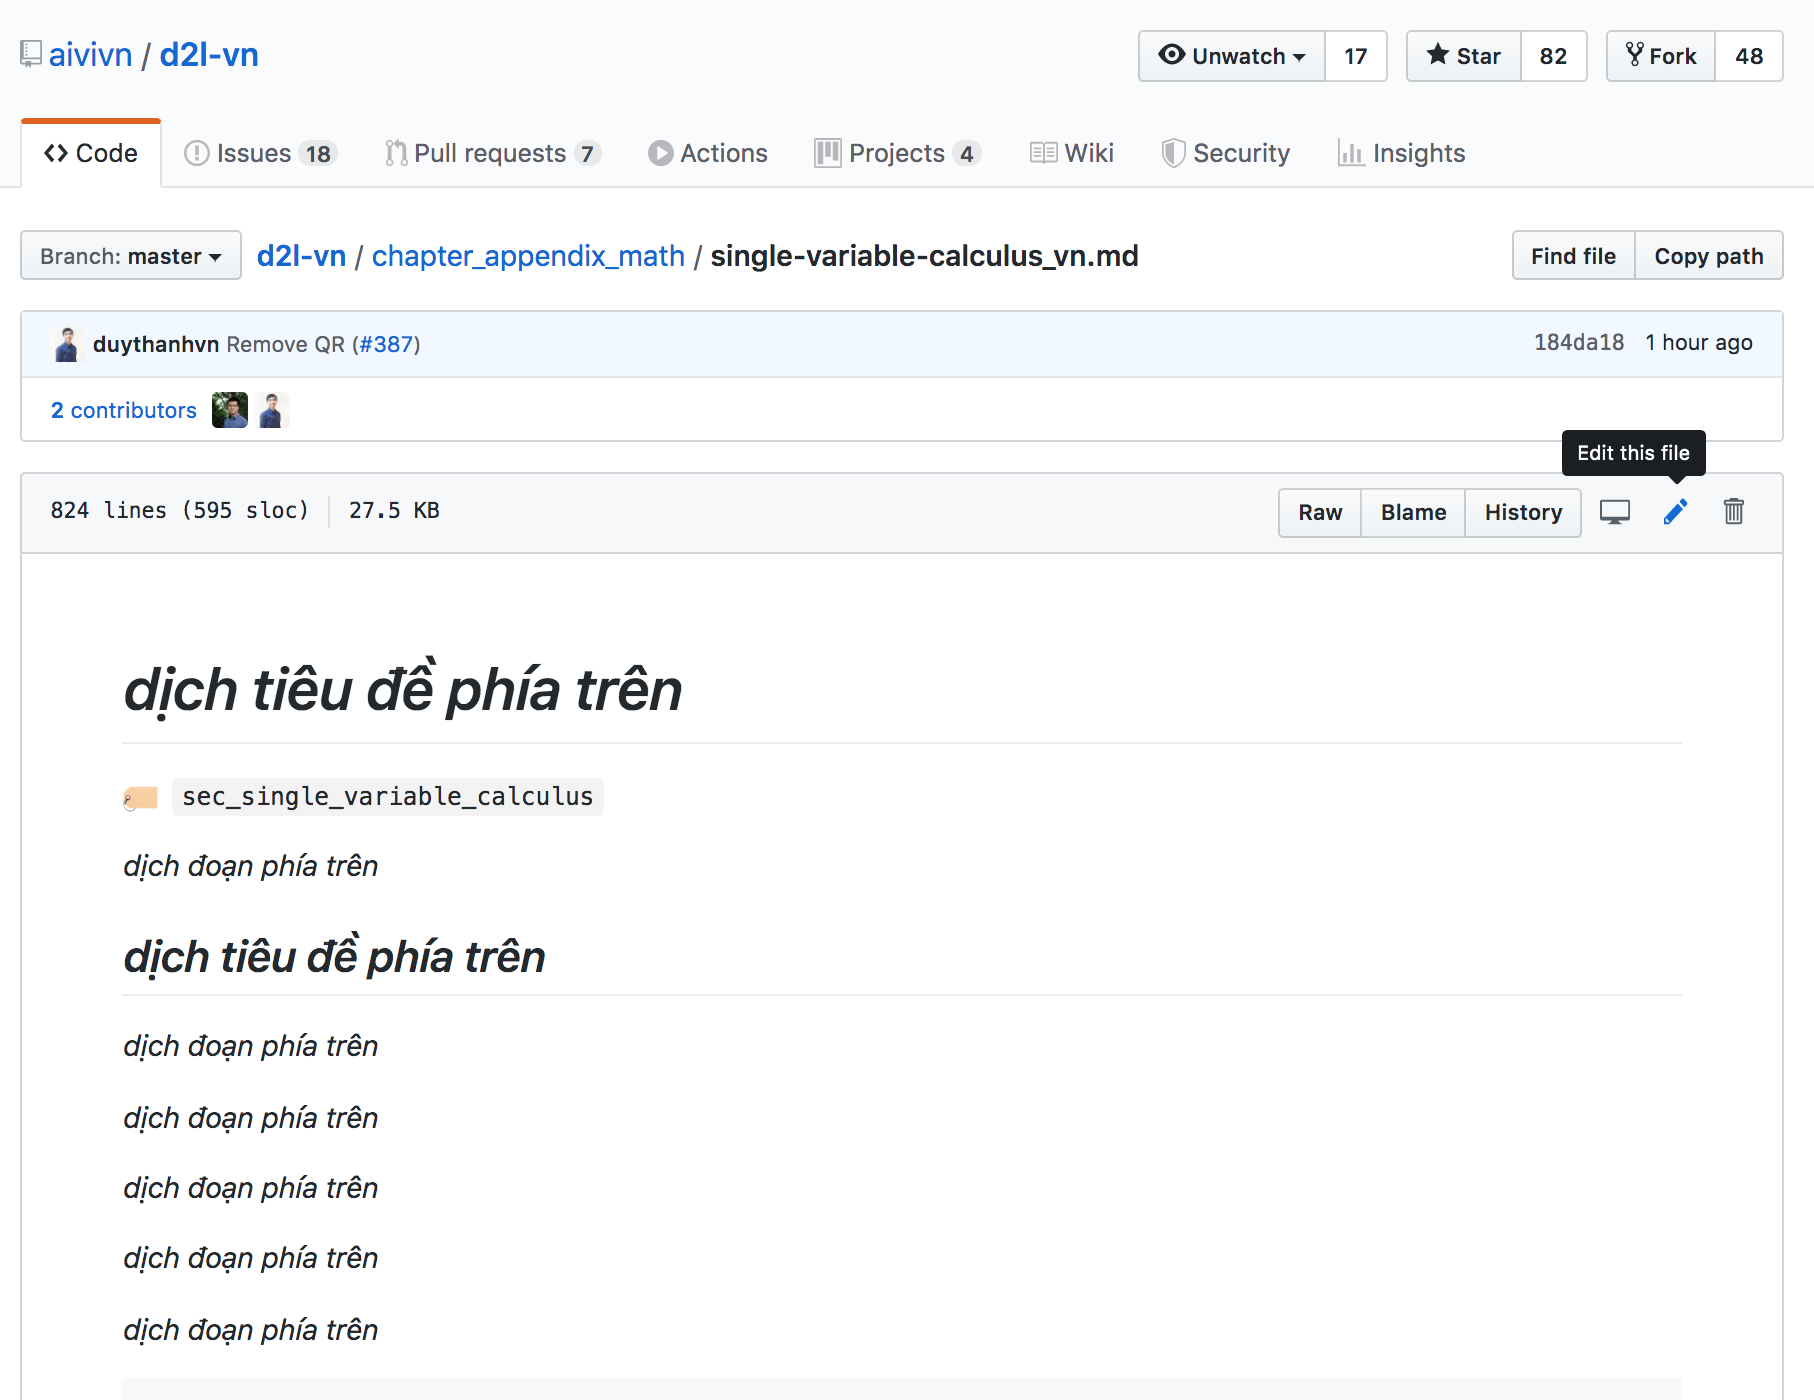 aivivn / d2l-vn
Unwatch 17 Star 82 Fork 48
Code Issues 18 Pull requests 7 Actions Projects 4 Wiki Security Insights
Branch: master d2l-vn / chapter_appendix_math / single-variable-calculus_vn.md Find file Copy path
duythanhvn Remove QR (#387) 184da18 1 hour ago
2 contributors
Edit this file
824 lines (595 sloc) 27.5 KB Raw Blame History
dịch tiêu đề phía trên
sec_single_variable_calculus
dịch đoạn phía trên
dịch tiêu đề phía trên
dịch đoạn phía trên
dịch đoạn phía trên
dịch đoạn phía trên
dịch đoạn phía trên
dịch đoạn phía trên